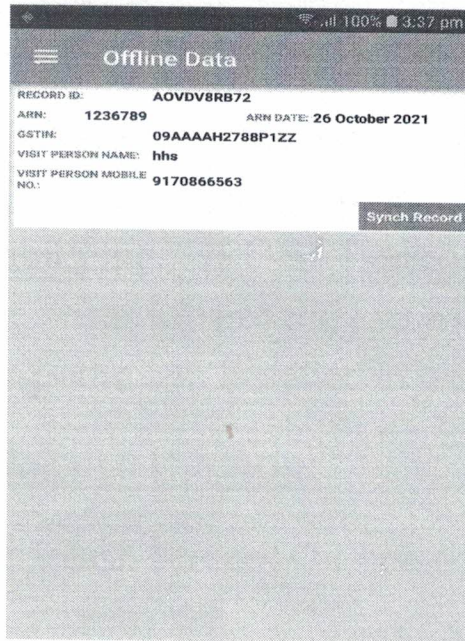 100% 3:37 pm
Offline Data
RECORD ID: AOVDV8RB72
ARN: 1236789 ARN DATE: 26 October 2021
GSTIN: 09AAAAH2788P1ZZ
VISIT PERSON NAME: hhs
VISIT PERSON MOBILE NO.: 9170866563
Synch Record